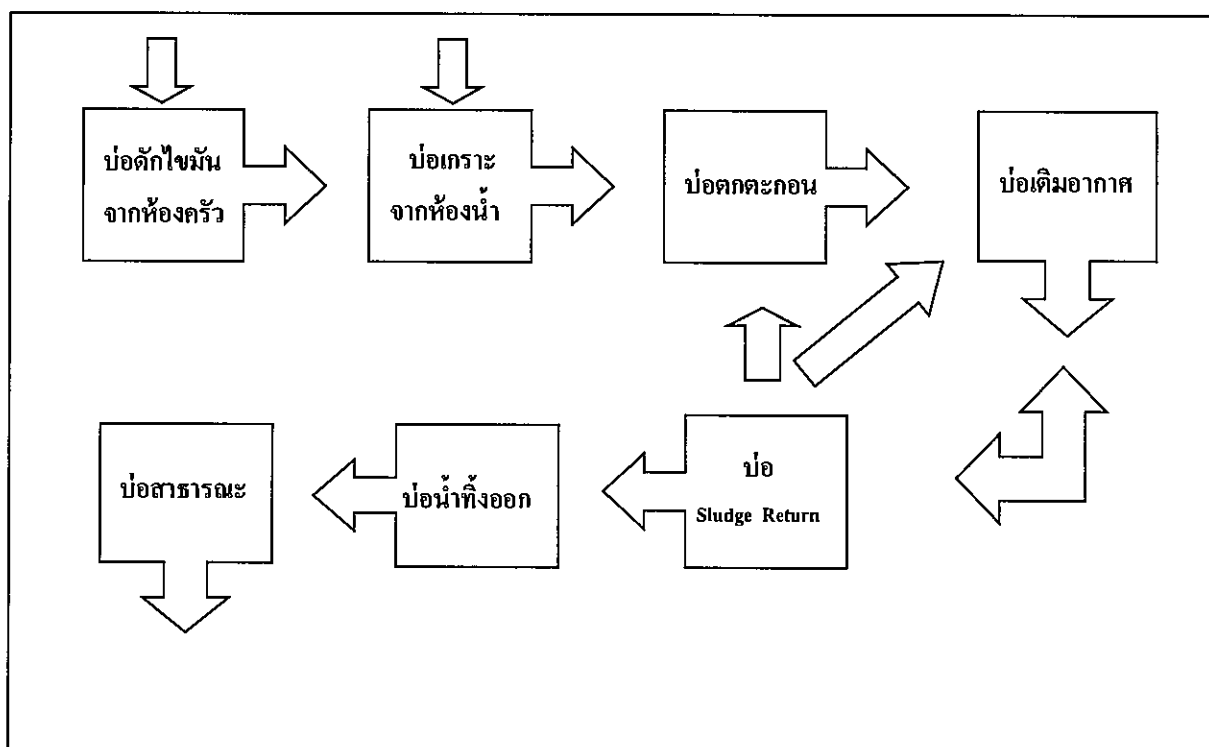 บ่อดักไขมัน
จากห้องครัว
บ่อเกราะ
จากห้องน้ำ
บ่อตกตะกอน
บ่อเติมอากาศ
บ่อสาธารณะ
บ่อน้ำทิ้งออก
บ่อ
Sludge Return